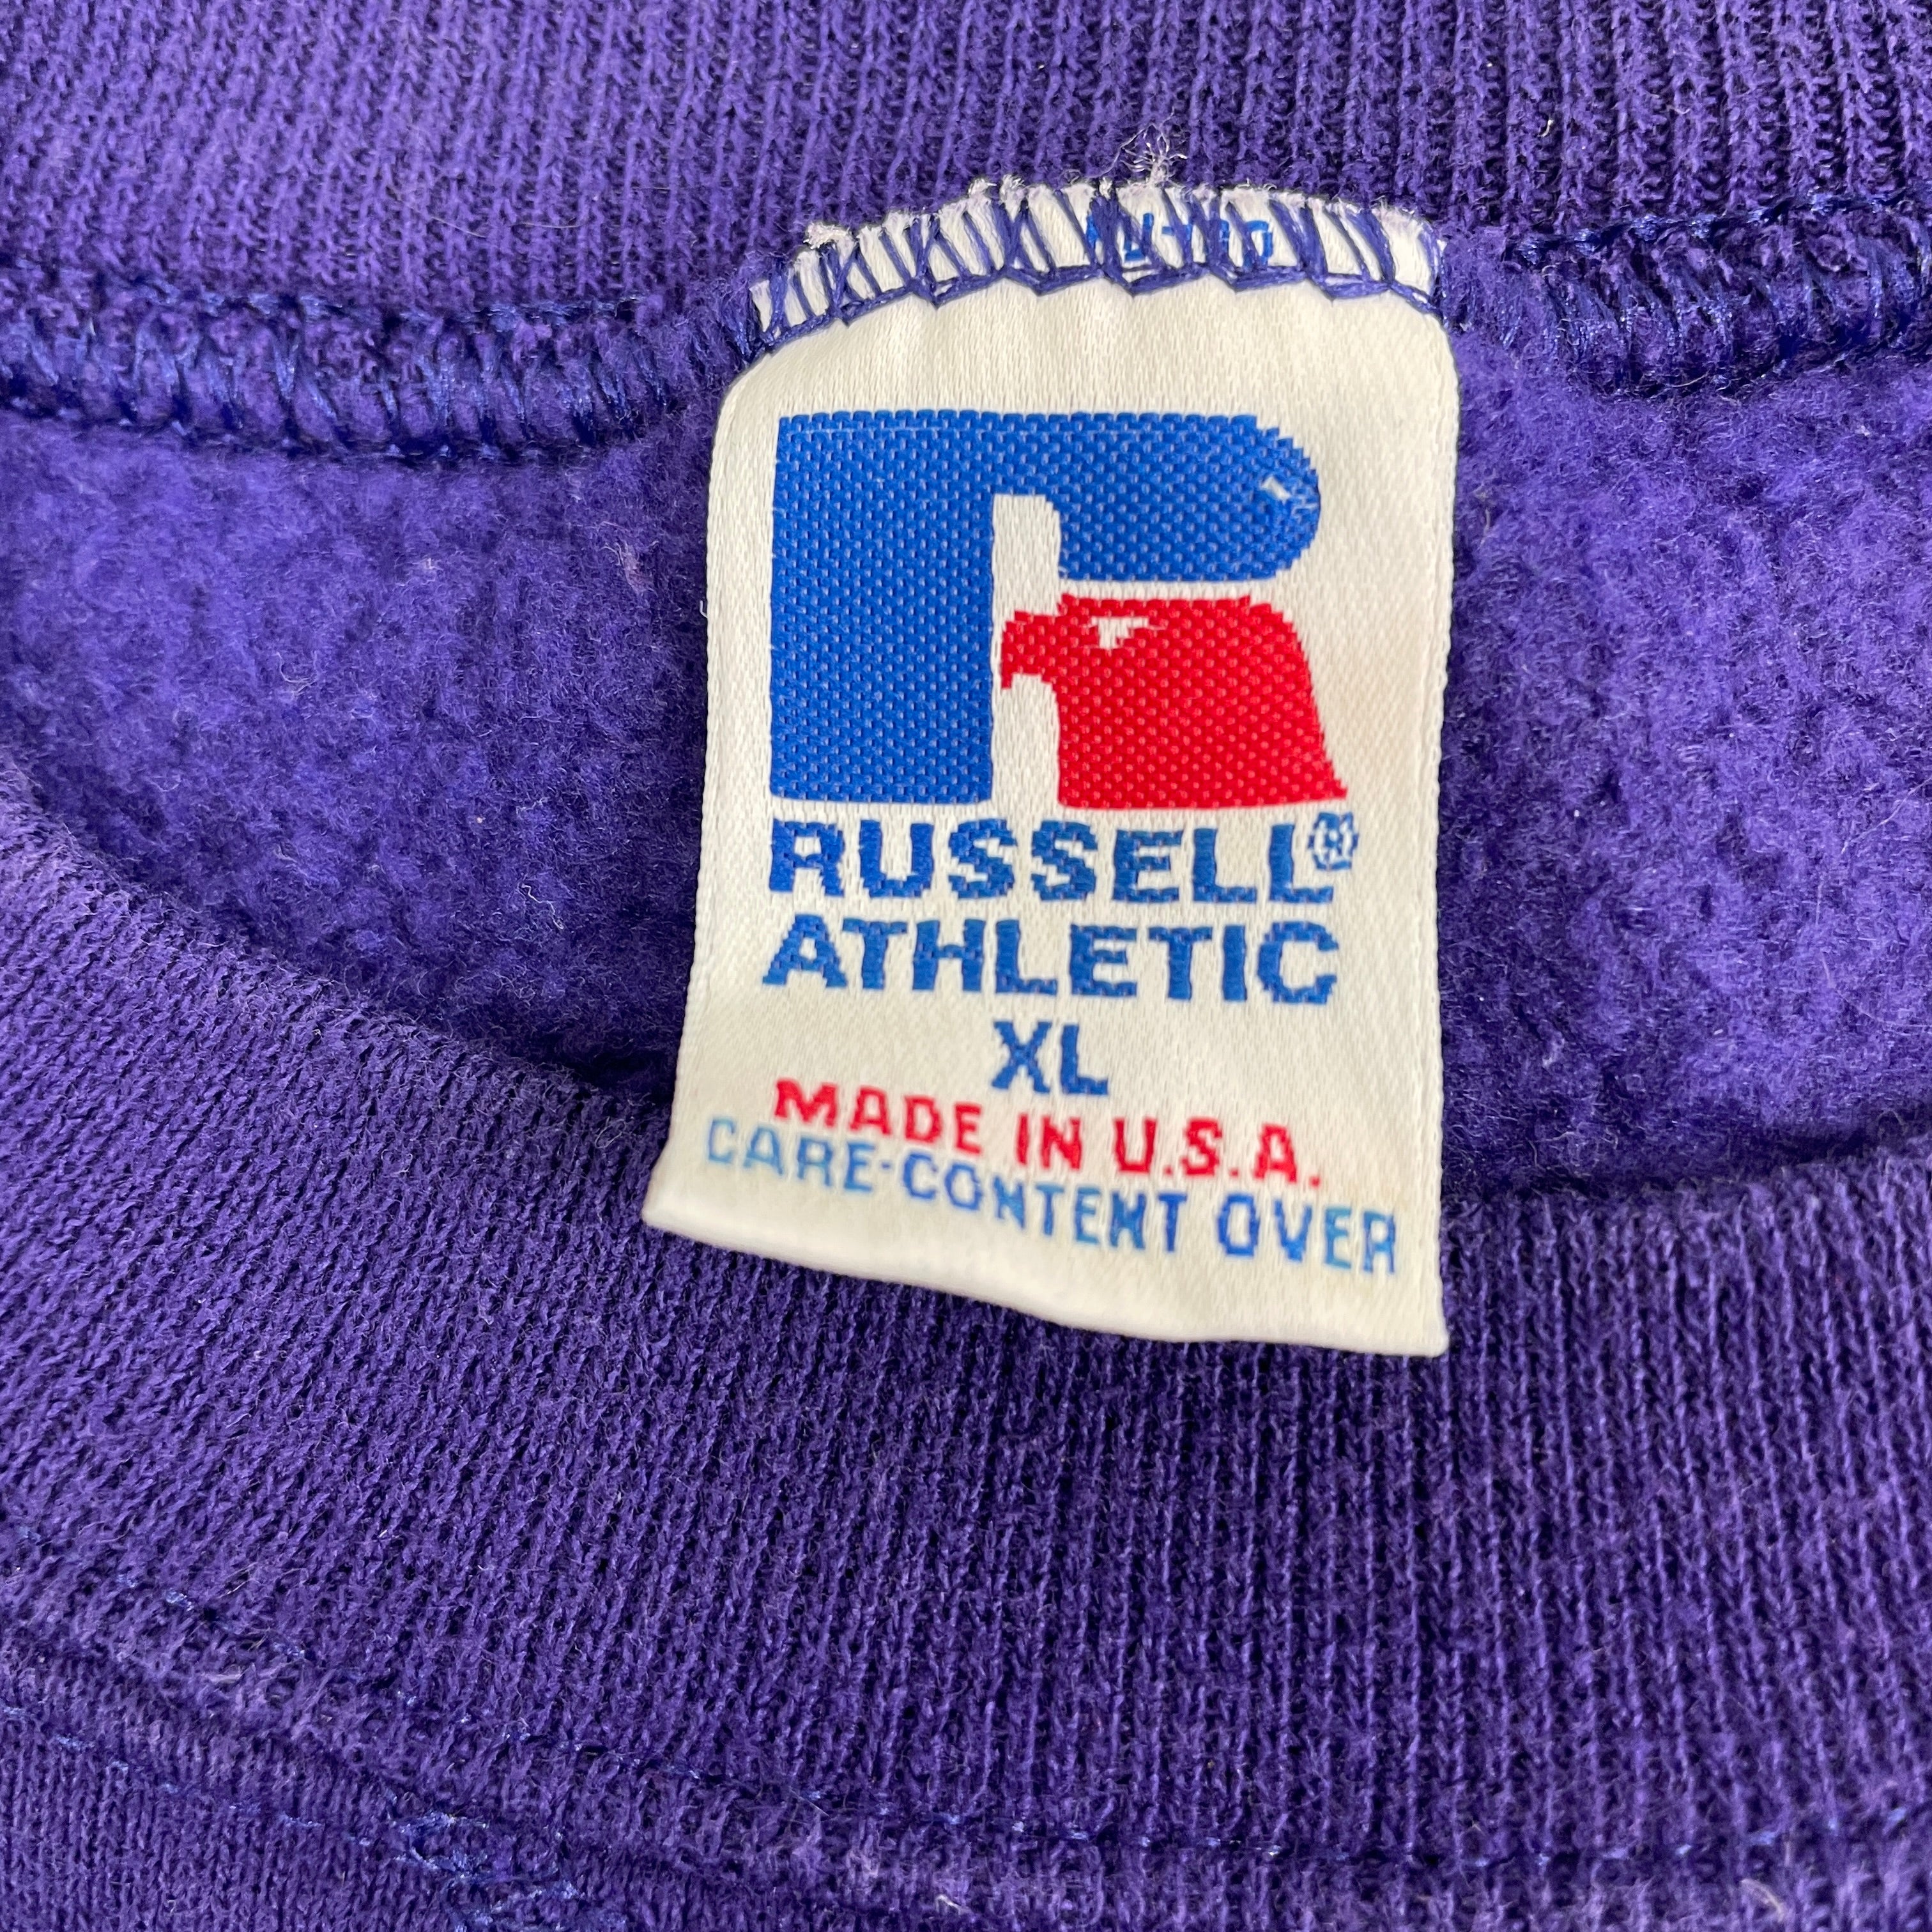 RUSSELL®
ATHLETIC
XL
MADE IN U.S.A.
CARE-CONTENT OVER